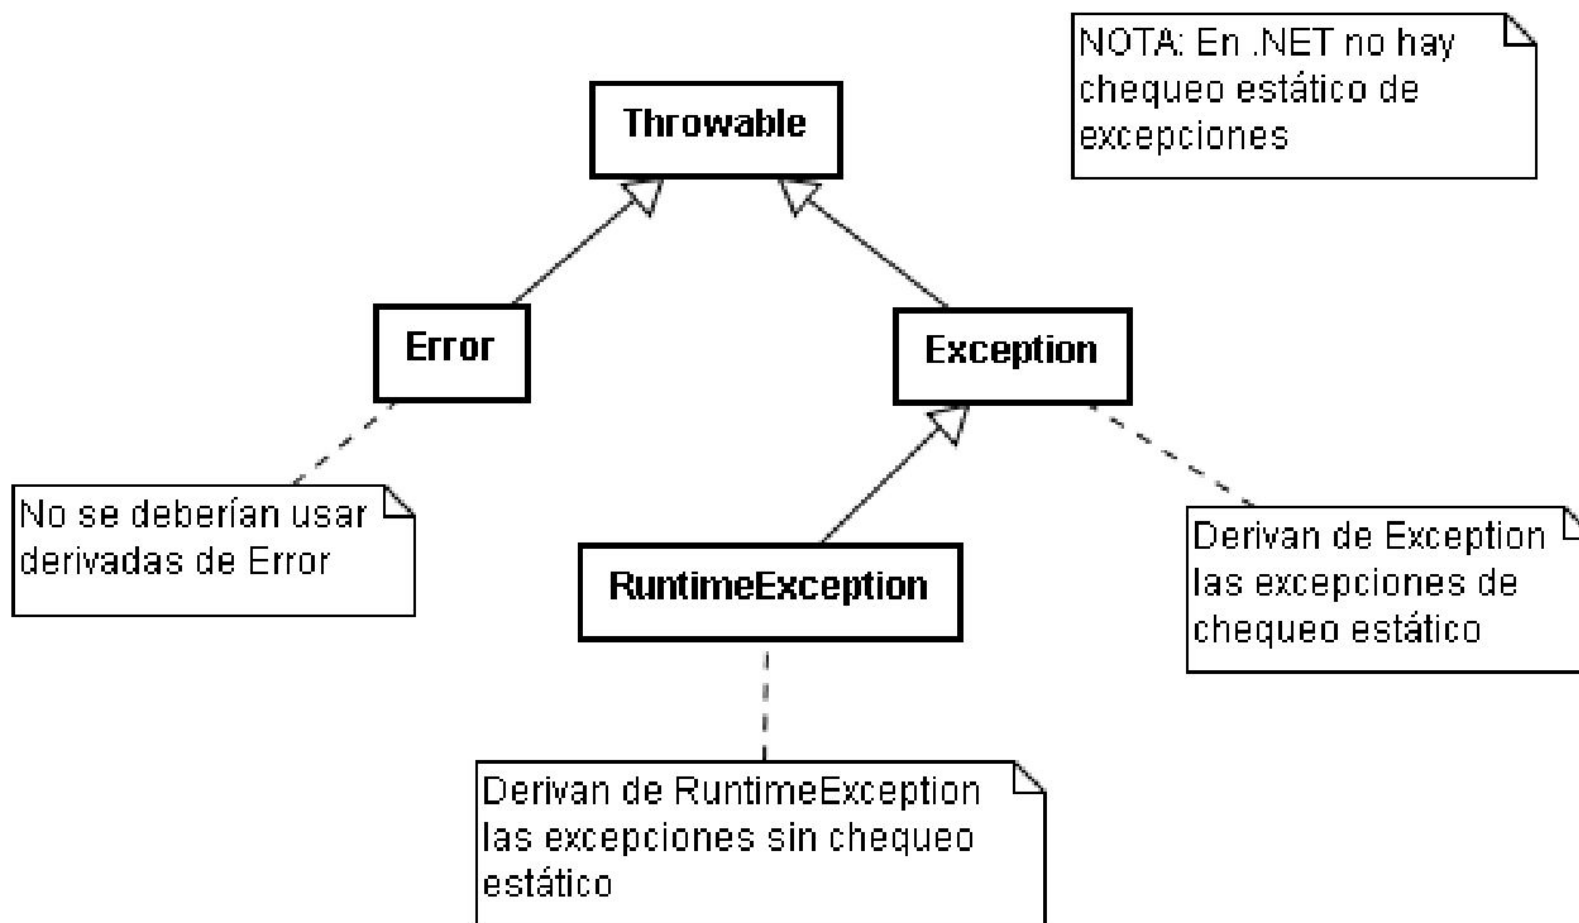 NOTA: En .NET no hay
chequeo estático de
excepciones
Throwable
Error
Exception
No se deberían usar
derivadas de Error
Derivan de Exception
las excepciones de
chequeo estático
RuntimeException
Derivan de RuntimeException
las excepciones sin chequeo
estático